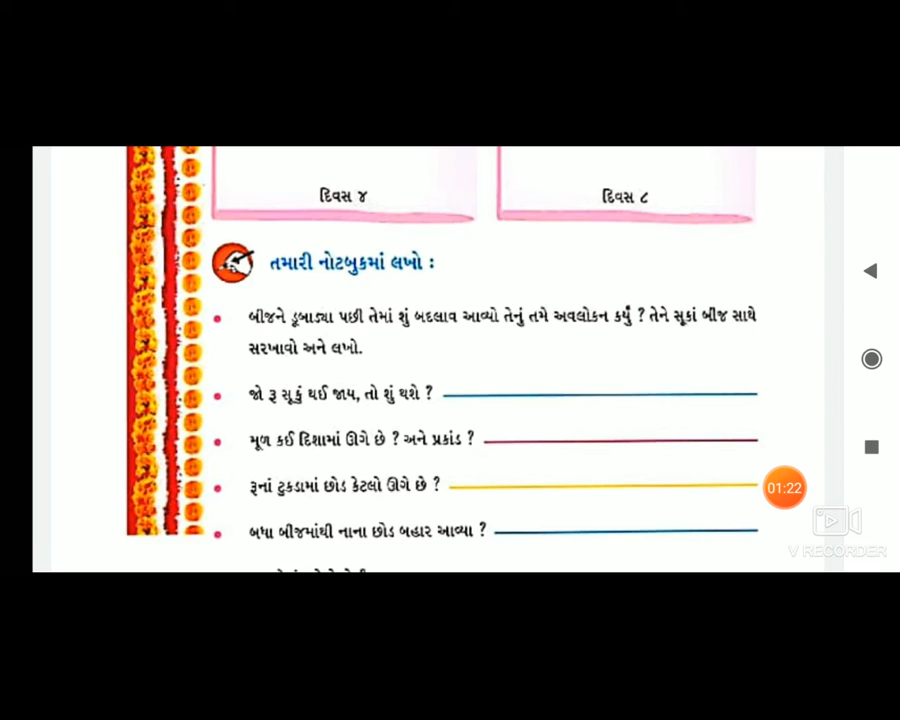 દિવસ ૪
દિવસ ૮
તમારી નોટબુકમાં લખો :
બીજને ડૂબાડ્યા પછી તેમાં શું બદલાવ આવ્યો તેનું તમે અવલોકન કર્યું ? તેને સૂકાં બીજ સાથે
સરખાવો અને લખો.
જો રૂ સૂકું થઈ જાય, તો શું થશે ?
મૂળ કઈ દિશામાં ઊગે છે ? અને પ્રકાંડ ?
રૂનાં ટુકડામાં છોડ કેટલો ઊગે છે ?
01:22
બધા બીજમાંથી નાના છોડ બહાર આવ્યા ?
V RECORDER